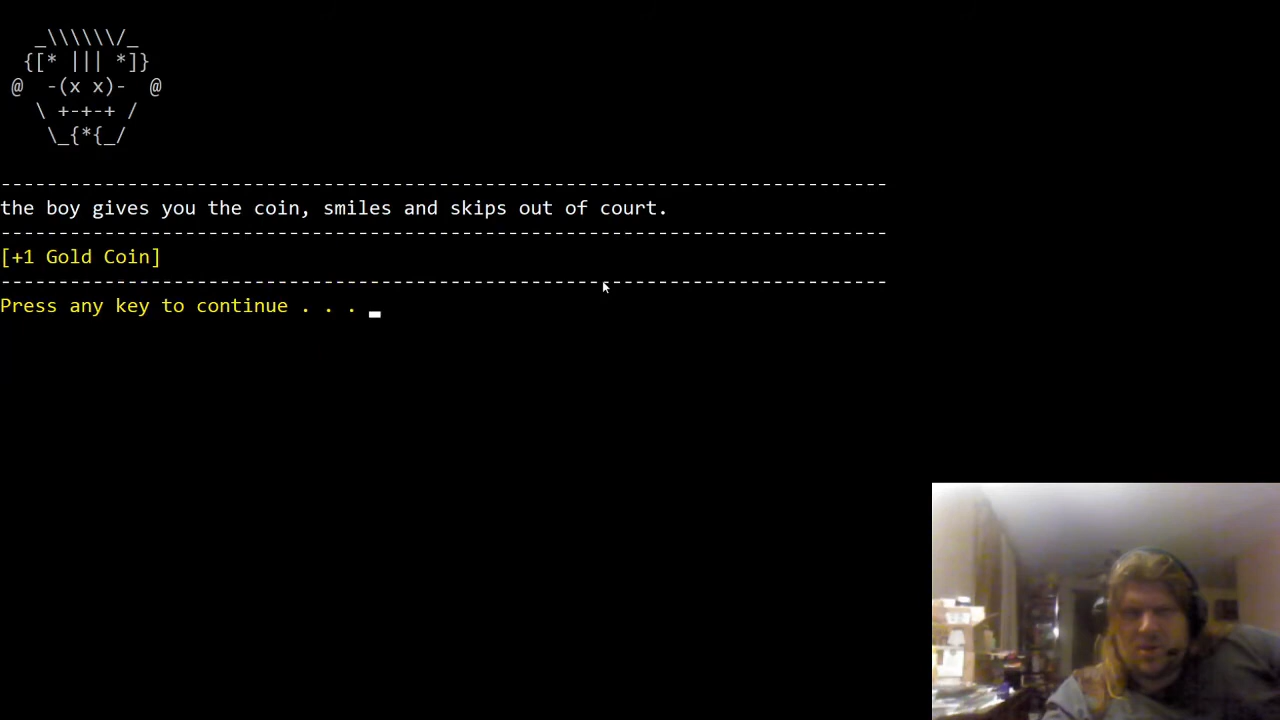 _\\\\\\/_
{[* ||| *]}
@  -(x x)-  @
\ +-+-+ /
\_{*{_/
-----------------------------------------------------------------------------
the boy gives you the coin, smiles and skips out of court.
-----------------------------------------------------------------------------
[+1 Gold Coin]
-----------------------------------------------------------------------------
Press any key to continue . . .